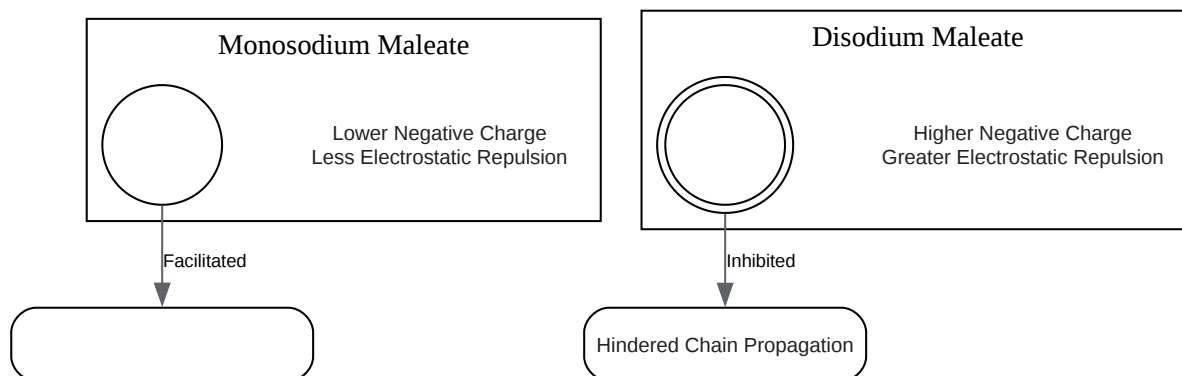 Monosodium Maleate
Lower Negative Charge
Less Electrostatic Repulsion
Facilitated
Disodium Maleate
Higher Negative Charge
Greater Electrostatic Repulsion
Inhibited
Hindered Chain Propagation